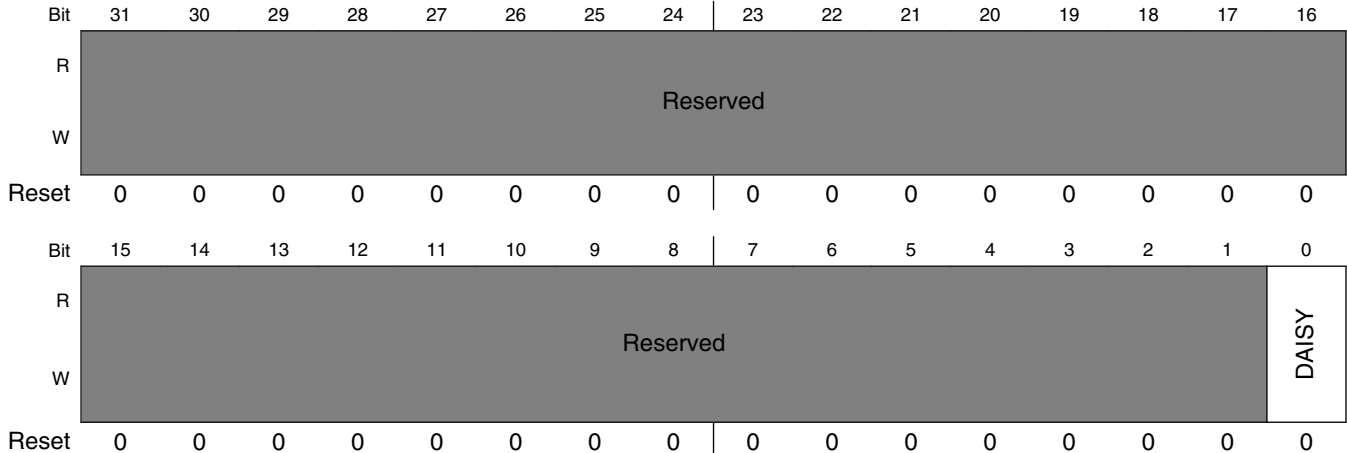 Bit 31 30 29 28 27 26 25 24 23 22 21 20 19 18 17 16
R
Reserved
W
Reset 0 0 0 0 0 0 0 0 0 0 0 0 0 0 0 0
Bit 15 14 13 12 11 10 9 8 7 6 5 4 3 2 1 0
R
Reserved
DAISY
W
Reset 0 0 0 0 0 0 0 0 0 0 0 0 0 0 0 0